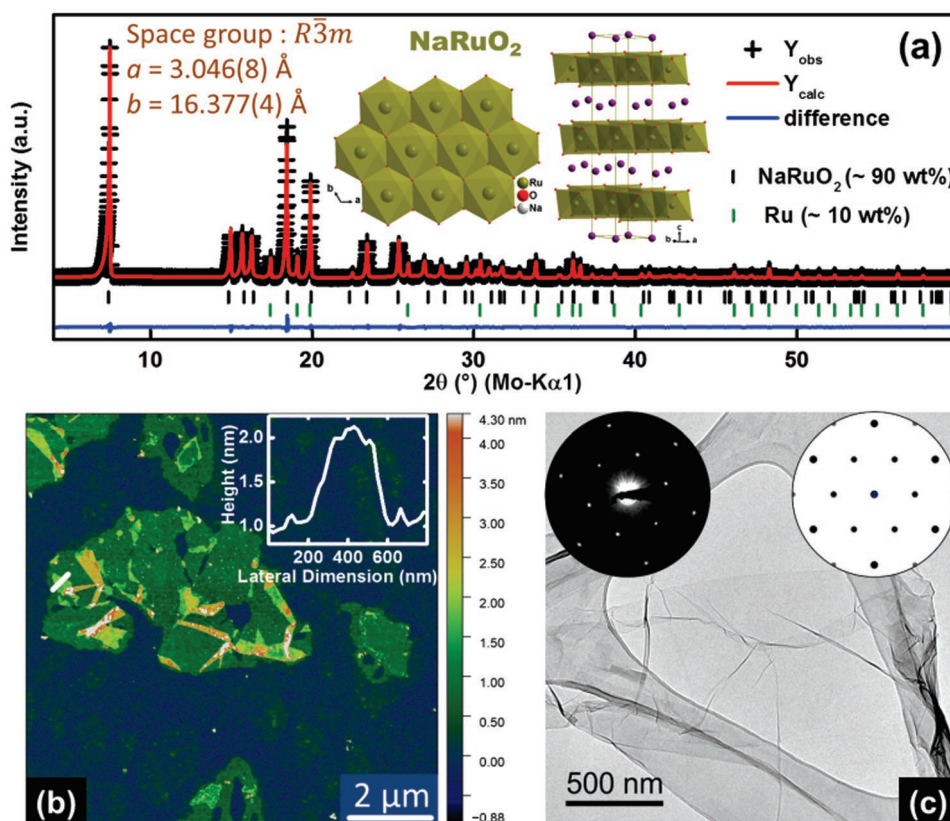 Space group : R3̄m
a = 3.046(8) Å
b = 16.377(4) Å
NaRuO₂
(a)
Y_obs
Y_calc
difference
NaRuO₂ (~ 90 wt%)
Ru (~ 10 wt%)
Ru
O
Na
b
a
c
b
a
Intensity (a.u.)
10 20 30 40 50
2θ (°) (Mo-Kα1)
4.30 nm
4.00
3.50
3.00
2.50
2.00
1.50
1.00
0.50
0.00
−0.88
Height (nm)
2.0
1.5
1.0
200 400 600
Lateral Dimension (nm)
(b)
2 μm
500 nm
(c)